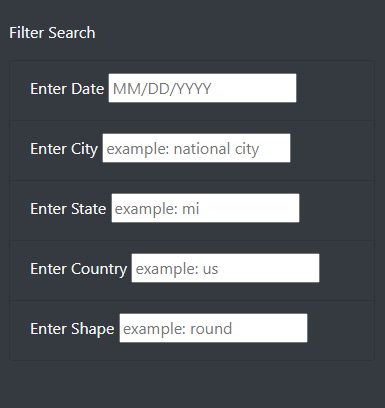 Filter Search
Enter Date MM/DD/YYYY
Enter City example: national city
Enter State example: mi
Enter Country example: us
Enter Shape example: round